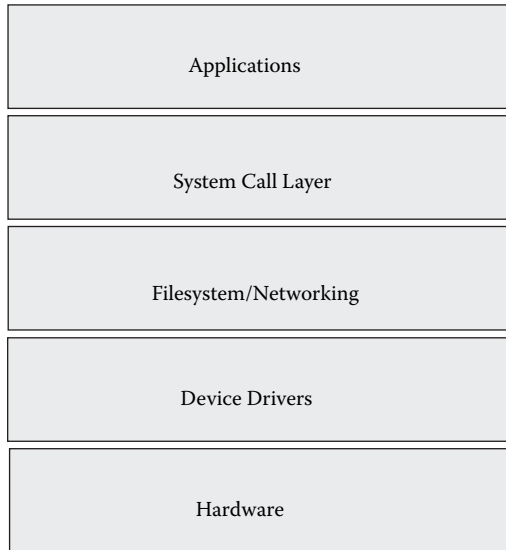 Applications
System Call Layer
Filesystem/Networking
Device Drivers
Hardware